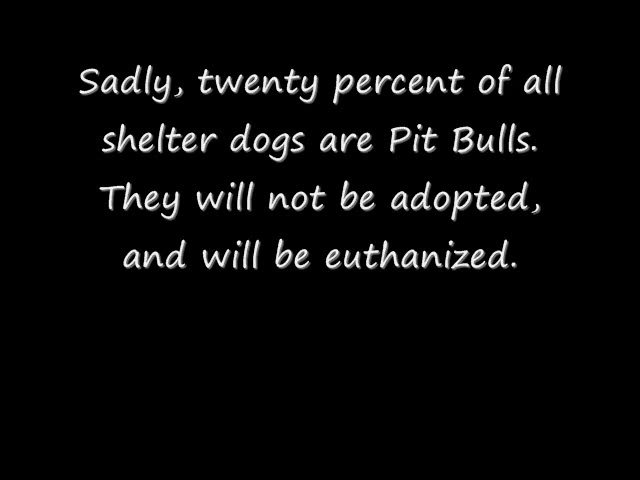 Sadly, twenty percent of all
shelter dogs are Pit Bulls.
They will not be adopted,
and will be euthanized.